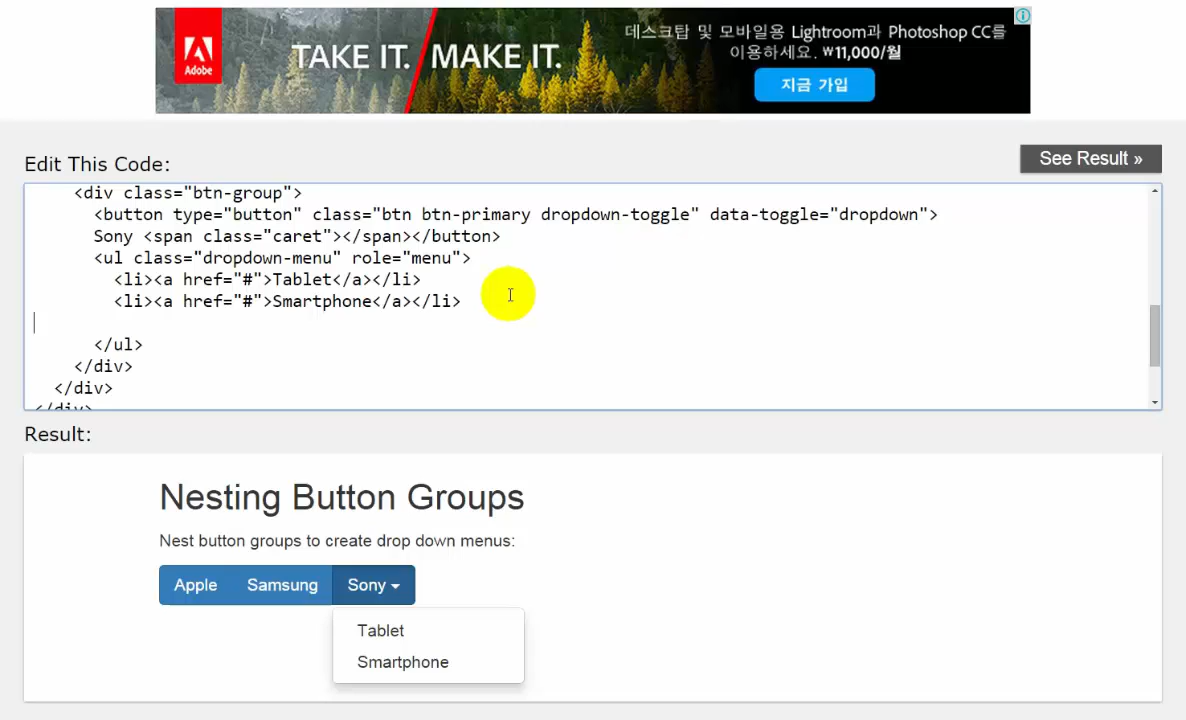 Adobe
TAKE IT. MAKE IT.
데스크탑 및 모바일용 Lightroom과 Photoshop CC를
이용하세요. ₩11,000/월
지금 가입
Edit This Code:
See Result »
<div class="btn-group">
<button type="button" class="btn btn-primary dropdown-toggle" data-toggle="dropdown">
Sony <span class="caret"></span></button>
<ul class="dropdown-menu" role="menu">
<li><a href="#">Tablet</a></li>
<li><a href="#">Smartphone</a></li>
</ul>
</div>
</div>
</div>
Result:
Nesting Button Groups
Nest button groups to create drop down menus:
Apple Samsung Sony
Tablet
Smartphone